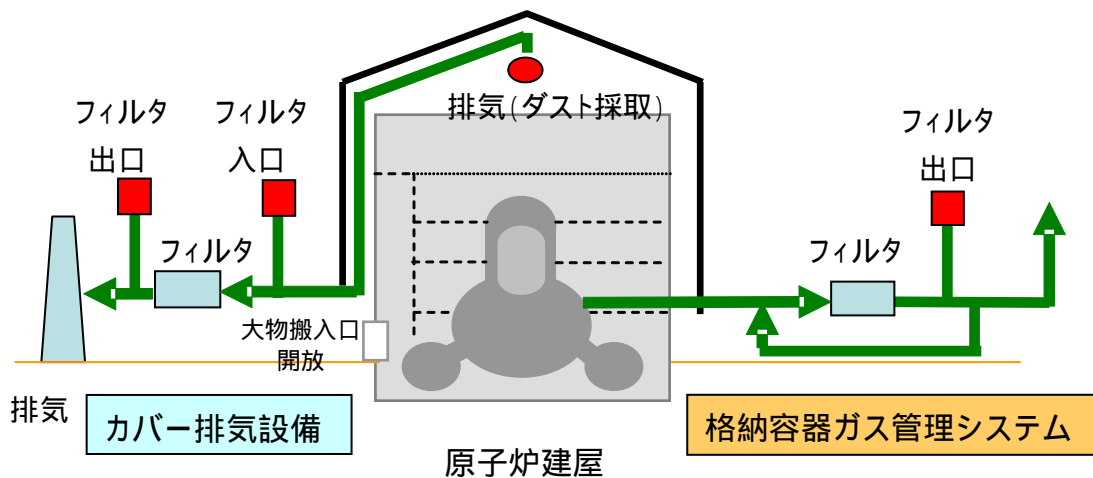 排気(ダスト採取)
フィルタ
出口
フィルタ
入口
フィルタ
出口
フィルタ
フィルタ
大物搬入口
開放
排気
カバー排気設備
原子炉建屋
格納容器ガス管理システム